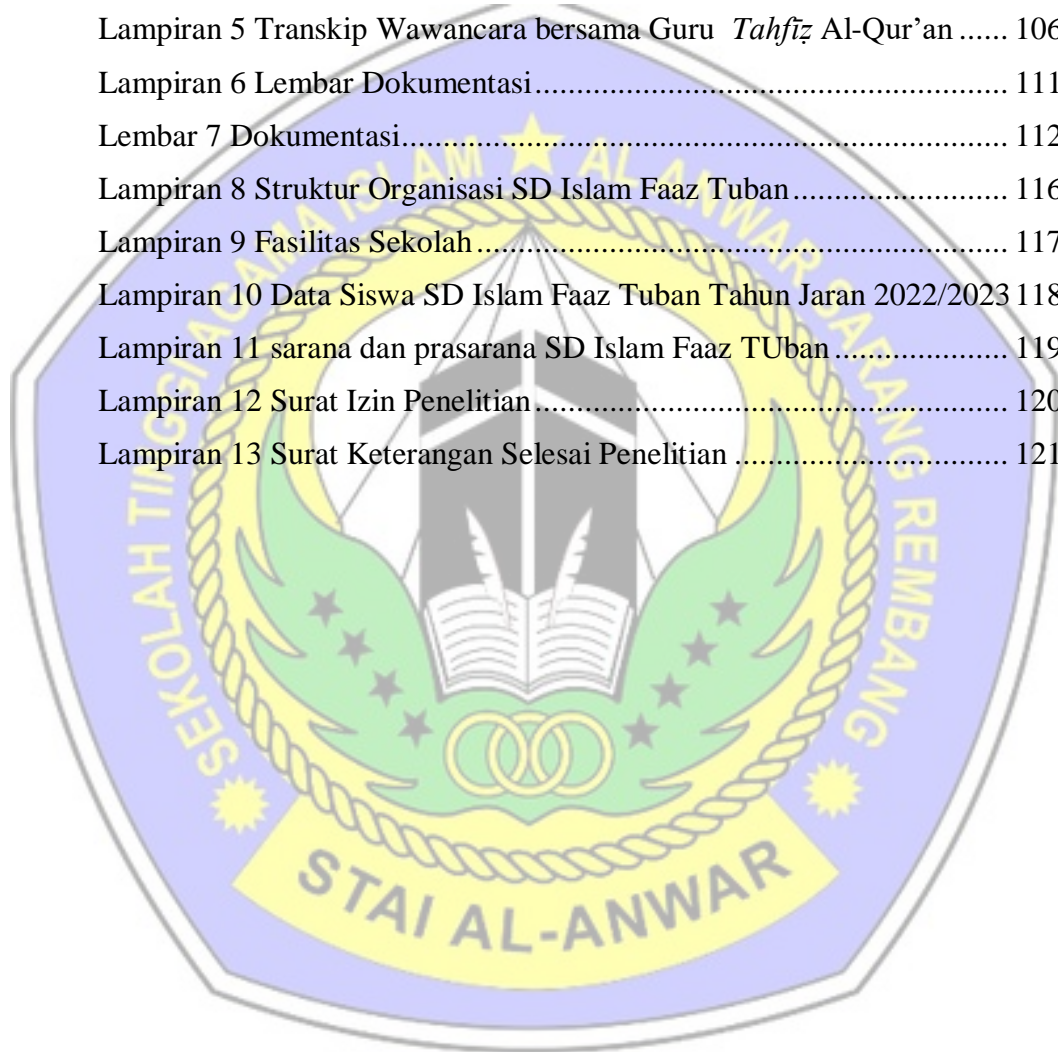 Lampiran 5 Transkip Wawancara bersama Guru Tahfīẓ Al-Qur’an ...... 106
Lampiran 6 Lembar Dokumentasi........................................................ 111
Lembar 7 Dokumentasi....................................................................... 112
Lampiran 8 Struktur Organisasi SD Islam Faaz Tuban......................... 116
Lampiran 9 Fasilitas Sekolah............................................................... 117
Lampiran 10 Data Siswa SD Islam Faaz Tuban Tahun Jaran 2022/2023 118
Lampiran 11 sarana dan prasarana SD Islam Faaz TUban .................... 119
Lampiran 12 Surat Izin Penelitian........................................................ 120
Lampiran 13 Surat Keterangan Selesai Penelitian ................................ 121
SEKOLAH TINGGI AGAMA ISLAM ★ AL ANWAR SARANG REMBANG
STAI AL-ANWAR